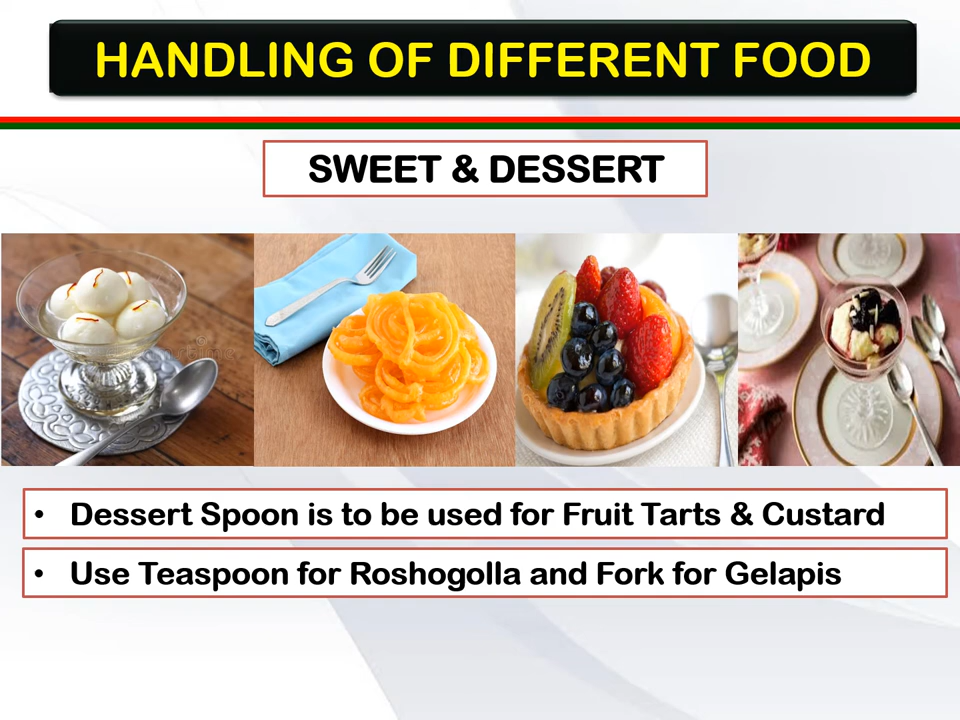 HANDLING OF DIFFERENT FOOD
SWEET & DESSERT
• Dessert Spoon is to be used for Fruit Tarts & Custard
• Use Teaspoon for Roshogolla and Fork for Gelapis